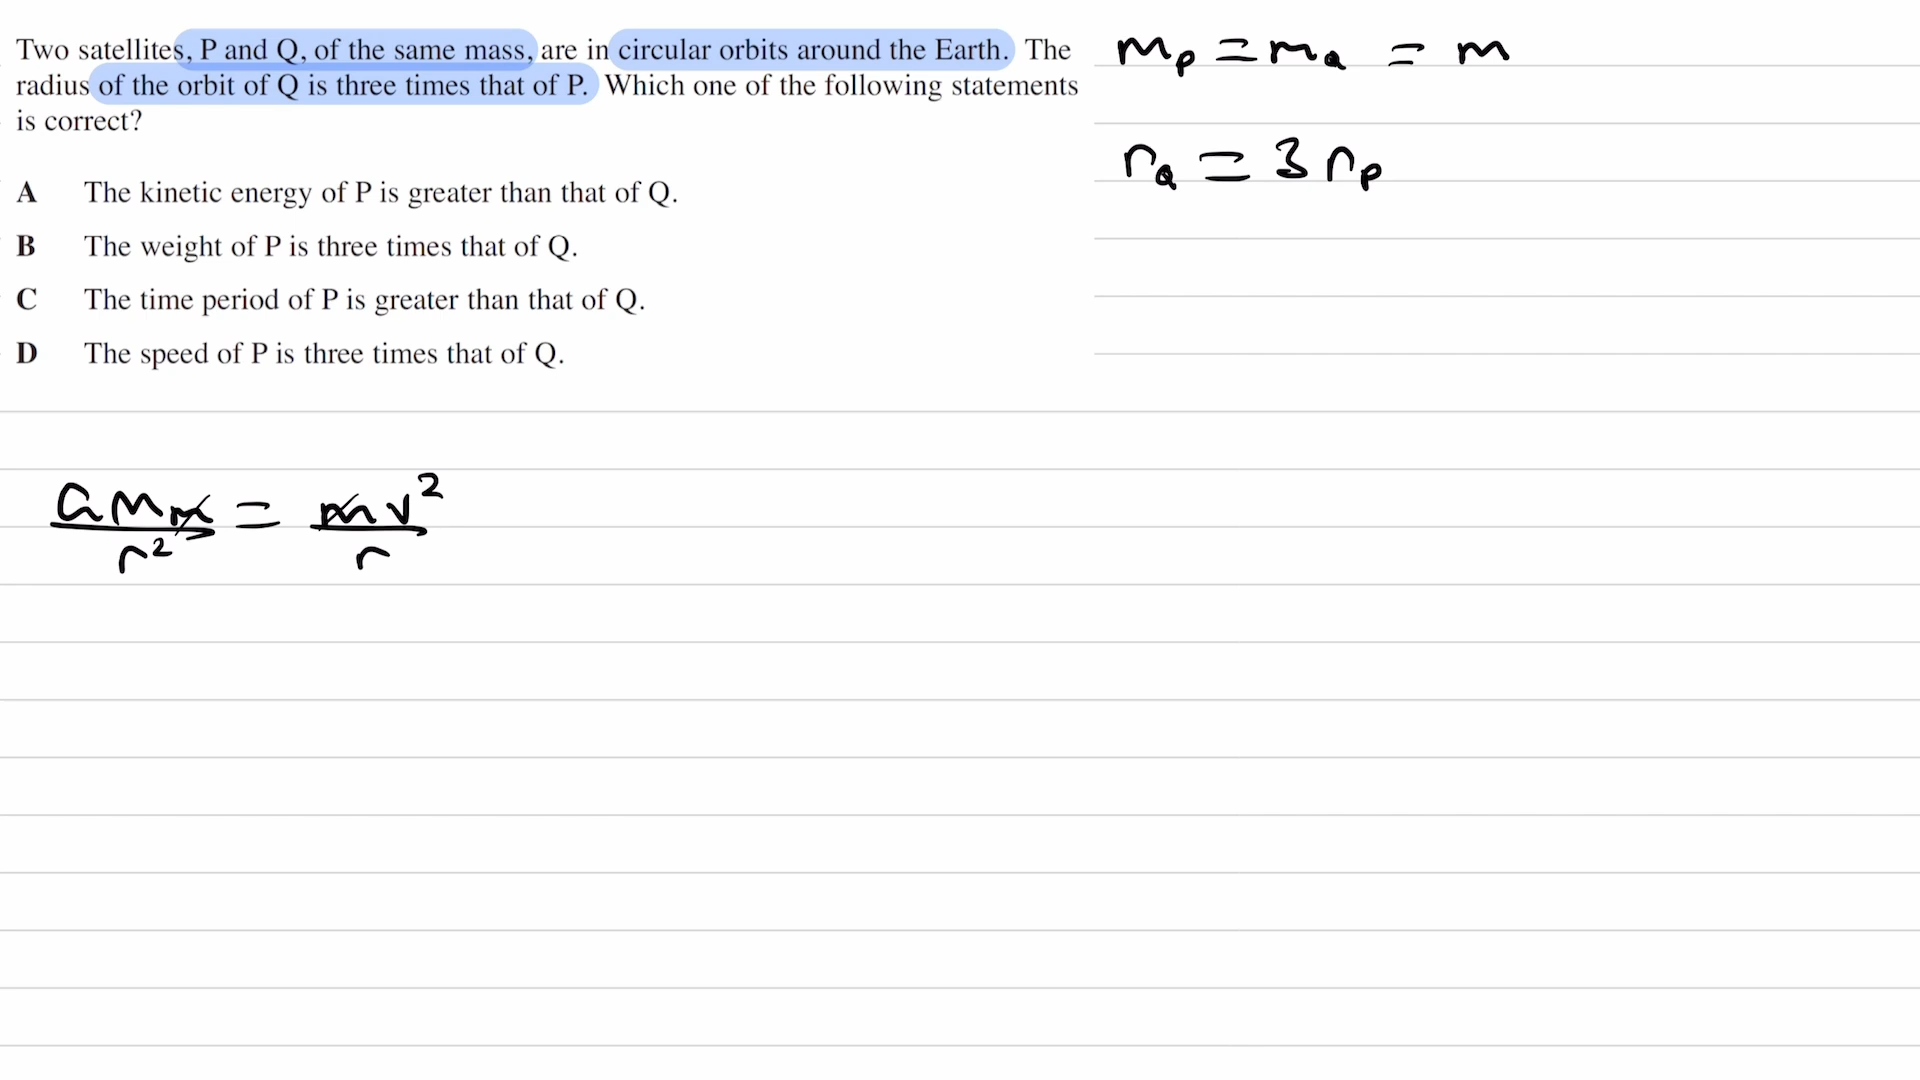 Two satellites, P and Q, of the same mass, are in circular orbits around the Earth. The
radius of the orbit of Q is three times that of P. Which one of the following statements
is correct?
A The kinetic energy of P is greater than that of Q.
B The weight of P is three times that of Q.
C The time period of P is greater than that of Q.
D The speed of P is three times that of Q.
m_P = m_Q = m
r_Q = 3 r_P
GMm/r² = mv²/r